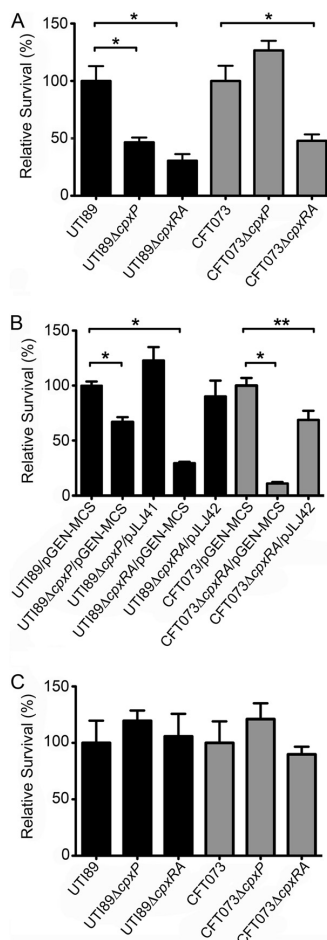 A
Relative Survival (%)
150
100
50
0
*
*
*
UTI89
UTI89ΔcpxP
UTI89ΔcpxRA
CFT073
CFT073ΔcpxP
CFT073ΔcpxRA
B
Relative Survival (%)
150
100
50
0
*
*
**
*
UTI89/pGEN-MCS
UTI89ΔcpxP/pGEN-MCS
UTI89ΔcpxP/pJLJ41
UTI89ΔcpxRA/pGEN-MCS
UTI89ΔcpxRA/pJLJ42
CFT073/pGEN-MCS
CFT073ΔcpxRA/pGEN-MCS
CFT073ΔcpxRA/pJLJ42
C
Relative Survival (%)
150
100
50
0
UTI89
UTI89ΔcpxP
UTI89ΔcpxRA
CFT073
CFT073ΔcpxP
CFT073ΔcpxRA